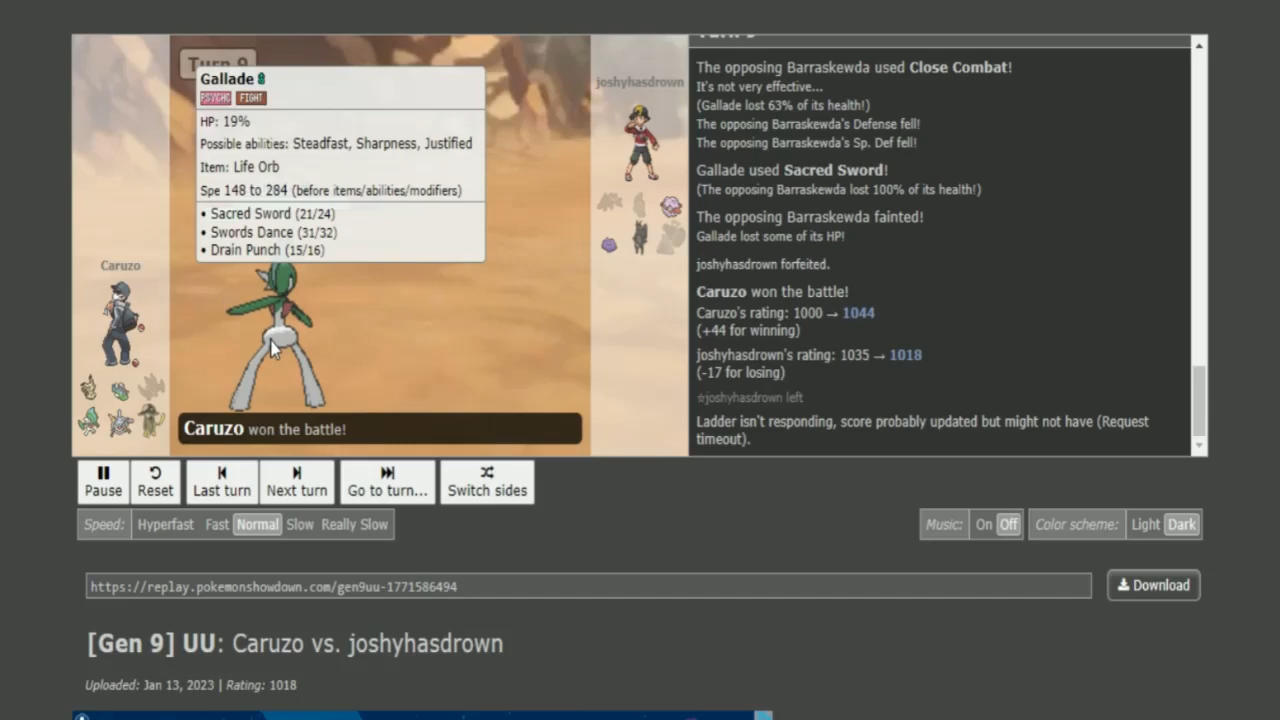 Turn 9
Gallade
PSYCHC FIGHT
HP: 19%
Possible abilities: Steadfast, Sharpness, Justified
Item: Life Orb
Spe 148 to 284 (before items/abilities/modifiers)
• Sacred Sword (21/24)
• Swords Dance (31/32)
• Drain Punch (15/16)
Caruzo
Caruzo won the battle!
joshyhasdrown
The opposing Barraskewda used Close Combat!
It's not very effective...
(Gallade lost 63% of its health!)
The opposing Barraskewda's Defense fell!
The opposing Barraskewda's Sp. Def fell!
Gallade used Sacred Sword!
(The opposing Barraskewda lost 100% of its health!)
The opposing Barraskewda fainted!
Gallade lost some of its HP!
joshyhasdrown forfeited.
Caruzo won the battle!
Caruzo's rating: 1000 → 1044
(+44 for winning)
joshyhasdrown's rating: 1035 → 1018
(-17 for losing)
☆joshyhasdrown left
Ladder isn't responding, score probably updated but might not have (Request
timeout).
Pause Reset Last turn Next turn Go to turn... Switch sides
Speed: Hyperfast Fast Normal Slow Really Slow
Music: On Off Color scheme: Light Dark
https://replay.pokemonshowdown.com/gen9uu-1771586494
Download
[Gen 9] UU: Caruzo vs. joshyhasdrown
Uploaded: Jan 13, 2023 | Rating: 1018